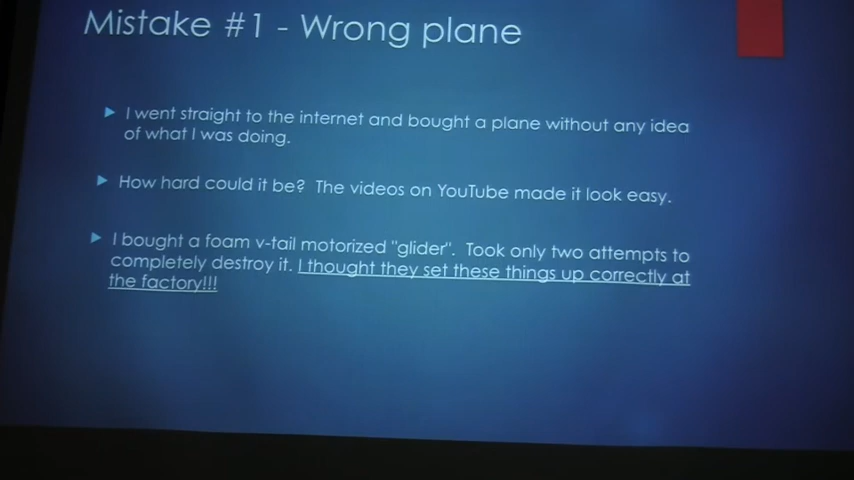 Mistake #1 - Wrong plane
I went straight to the internet and bought a plane without any idea
of what I was doing.
How hard could it be?  The videos on YouTube made it look easy.
I bought a foam v-tail motorized "glider".  Took only two attempts to
completely destroy it. I thought they set these things up correctly at
the factory!!!